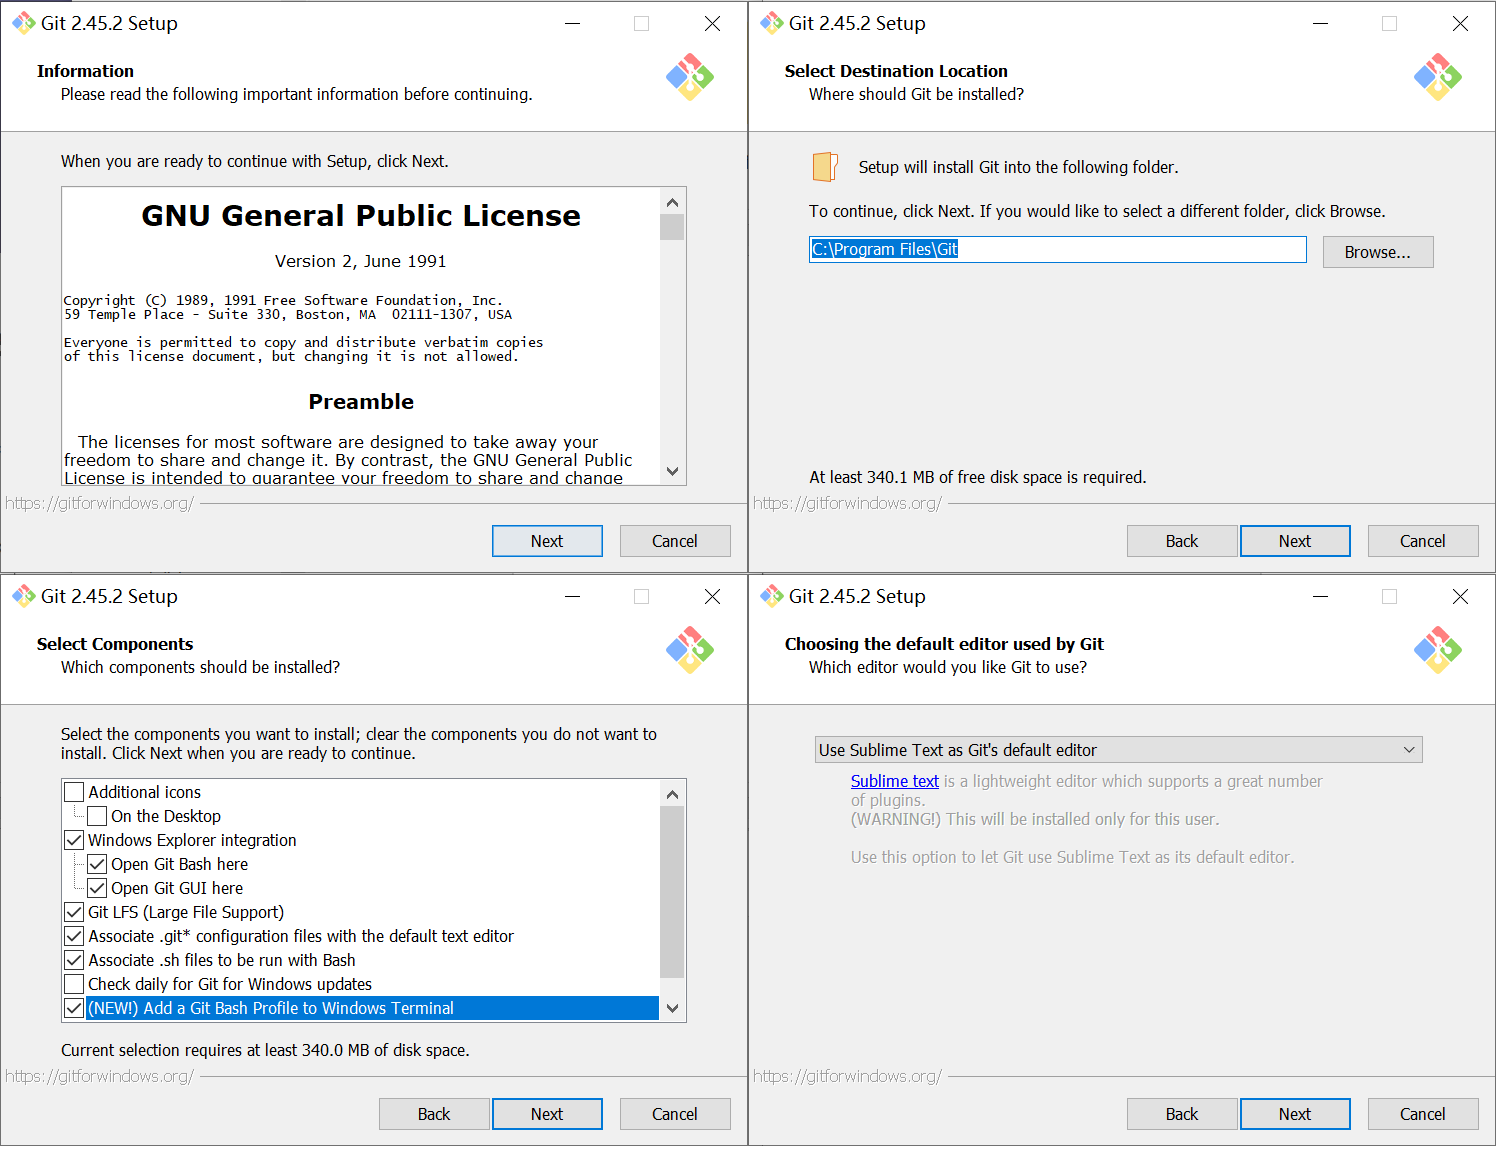 Git 2.45.2 Setup
Information
Please read the following important information before continuing.
When you are ready to continue with Setup, click Next.
GNU General Public License
Version 2, June 1991
Copyright (C) 1989, 1991 Free Software Foundation, Inc.
59 Temple Place - Suite 330, Boston, MA  02111-1307, USA
Everyone is permitted to copy and distribute verbatim copies
of this license document, but changing it is not allowed.
Preamble
The licenses for most software are designed to take away your
freedom to share and change it. By contrast, the GNU General Public
License is intended to guarantee your freedom to share and change
https://gitforwindows.org/
Next
Cancel
Git 2.45.2 Setup
Select Destination Location
Where should Git be installed?
Setup will install Git into the following folder.
To continue, click Next. If you would like to select a different folder, click Browse.
C:\Program Files\Git
Browse...
At least 340.1 MB of free disk space is required.
https://gitforwindows.org/
Back
Next
Cancel
Git 2.45.2 Setup
Select Components
Which components should be installed?
Select the components you want to install; clear the components you do not want to
install. Click Next when you are ready to continue.
Additional icons
On the Desktop
Windows Explorer integration
Open Git Bash here
Open Git GUI here
Git LFS (Large File Support)
Associate .git* configuration files with the default text editor
Associate .sh files to be run with Bash
Check daily for Git for Windows updates
(NEW!) Add a Git Bash Profile to Windows Terminal
Current selection requires at least 340.0 MB of disk space.
https://gitforwindows.org/
Back
Next
Cancel
Git 2.45.2 Setup
Choosing the default editor used by Git
Which editor would you like Git to use?
Use Sublime Text as Git's default editor
Sublime text is a lightweight editor which supports a great number
of plugins.
(WARNING!) This will be installed only for this user.
Use this option to let Git use Sublime Text as its default editor.
https://gitforwindows.org/
Back
Next
Cancel